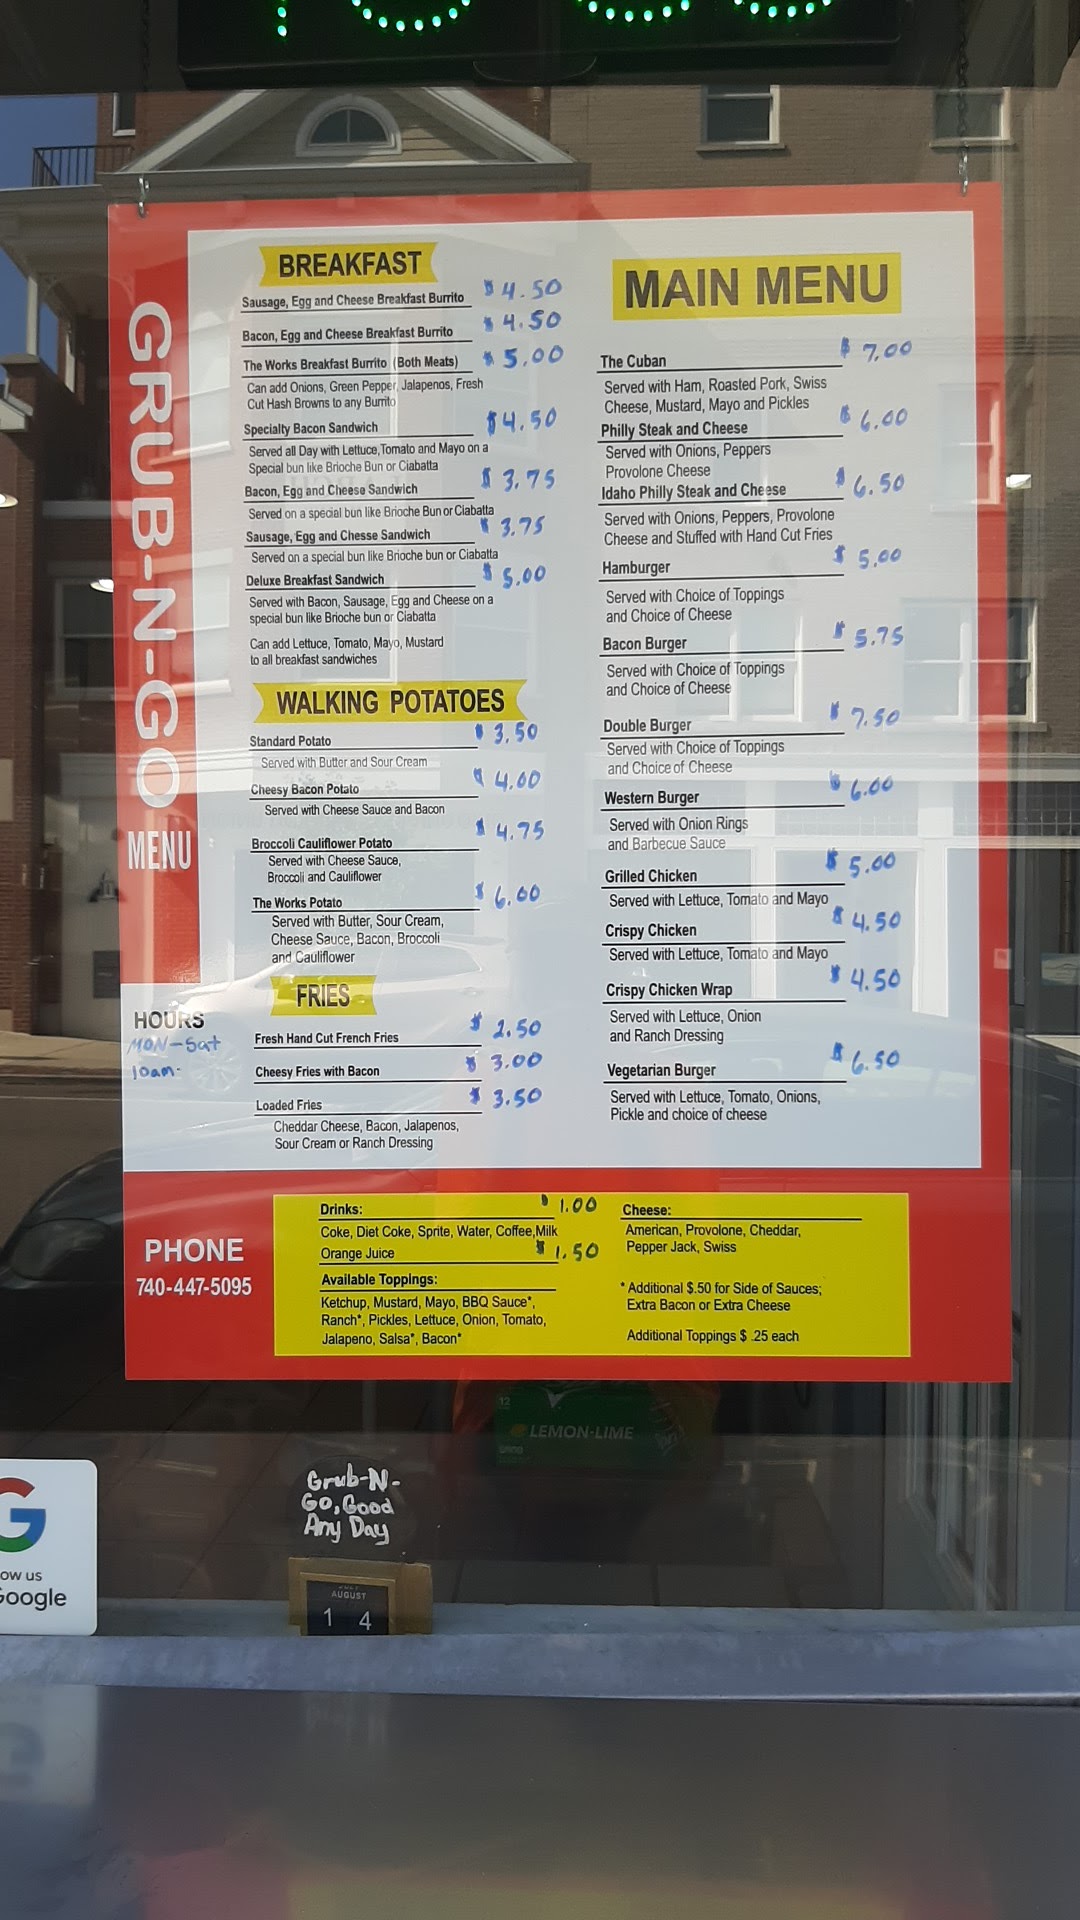 BREAKFAST
Sausage, Egg and Cheese Breakfast Burrito $ 4.50
Bacon, Egg and Cheese Breakfast Burrito $ 4.50
The Works Breakfast Burrito (Both Meats) $ 5.00
Can add Onions, Green Pepper, Jalapenos, Fresh
Cut Hash Browns to any Burrito
Specialty Bacon Sandwich $4.50
Served all Day with Lettuce,Tomato and Mayo on a
Special bun like Brioche Bun or Ciabatta
Bacon, Egg and Cheese Sandwich $ 3.75
Served on a special bun like Brioche Bun or Ciabatta
Sausage, Egg and Chesse Sandwich $ 3.75
Served on a special bun like Brioche bun or Ciabatta
Deluxe Breakfast Sandwich $ 5.00
Served with Bacon, Sausage, Egg and Cheese on a
special bun like Brioche bun or Ciabatta
Can add Lettuce, Tomato, Mayo, Mustard
to all breakfast sandwiches
WALKING POTATOES
Standard Potato $ 3.50
Served with Butter and Sour Cream
Cheesy Bacon Potato $ 4.00
Served with Cheese Sauce and Bacon
Broccoli Cauliflower Potato $ 4.75
Served with Cheese Sauce,
Broccoli and Cauliflower
The Works Potato $ 6.00
Served with Butter, Sour Cream,
Cheese Sauce, Bacon, Broccoli
and Cauliflower
FRIES
Fresh Hand Cut French Fries $ 2.50
Cheesy Fries with Bacon $ 3.00
Loaded Fries $ 3.50
Cheddar Cheese, Bacon, Jalapenos,
Sour Cream or Ranch Dressing
MAIN MENU
The Cuban $ 7.00
Served with Ham, Roasted Pork, Swiss
Cheese, Mustard, Mayo and Pickles
Philly Steak and Cheese $ 6.00
Served with Onions, Peppers
Provolone Cheese
Idaho Philly Steak and Cheese $ 6.50
Served with Onions, Peppers, Provolone
Cheese and Stuffed with Hand Cut Fries
Hamburger $ 5.00
Served with Choice of Toppings
and Choice of Cheese
Bacon Burger $ 5.75
Served with Choice of Toppings
and Choice of Cheese
Double Burger $ 7.50
Served with Choice of Toppings
and Choice of Cheese
Western Burger $ 6.00
Served with Onion Rings
and Barbecue Sauce
Grilled Chicken $ 5.00
Served with Lettuce, Tomato and Mayo
Crispy Chicken $ 4.50
Served with Lettuce, Tomato and Mayo
Crispy Chicken Wrap $ 4.50
Served with Lettuce, Onion
and Ranch Dressing
Vegetarian Burger $ 6.50
Served with Lettuce, Tomato, Onions,
Pickle and choice of cheese
GRUB-N-GO
MENU
HOURS
MON-Sat
10am-
PHONE
740-447-5095
Drinks: $ 1.00
Coke, Diet Coke, Sprite, Water, Coffee,Milk
Orange Juice $ 1.50
Available Toppings:
Ketchup, Mustard, Mayo, BBQ Sauce*,
Ranch*, Pickles, Lettuce, Onion, Tomato,
Jalapeno, Salsa*, Bacon*
Cheese:
American, Provolone, Cheddar,
Pepper Jack, Swiss
* Additional $.50 for Side of Sauces;
Extra Bacon or Extra Cheese
Additional Toppings $ .25 each
12
LEMON-LIME
Grub-N-
Go, Good
Any Day
AUGUST
1 4
G
ow us
Google